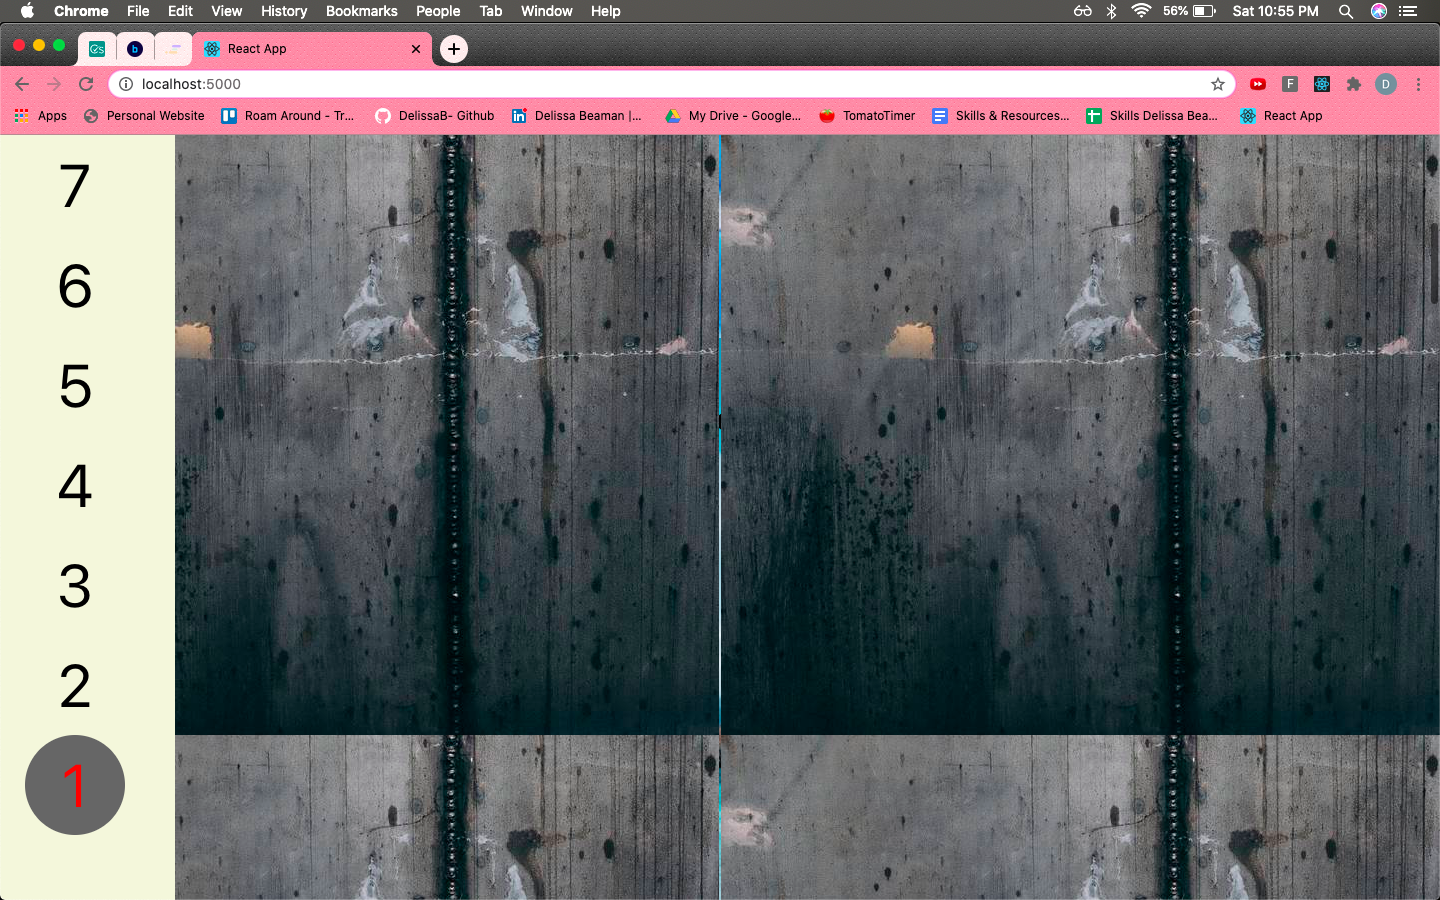 Chrome File Edit View History Bookmarks People Tab Window Help 56% Sat 10:55 PM
Cs b React App
localhost:5000 F D
Apps Personal Website Roam Around - Tr... DelissaB- Github Delissa Beaman |... My Drive - Google... TomatoTimer Skills & Resources... Skills Delissa Bea... React App
7
6
5
4
3
2
1